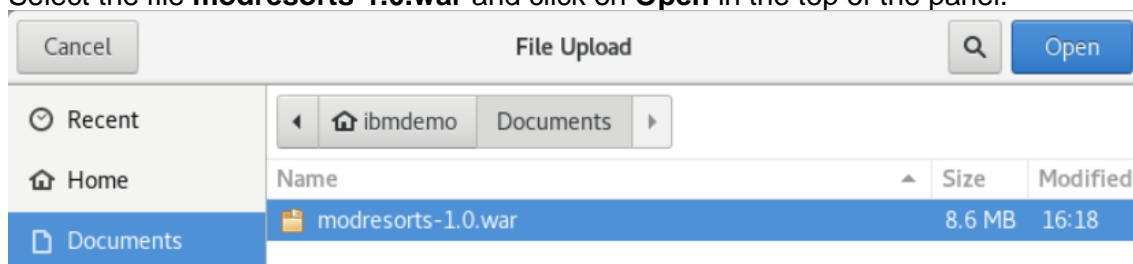 Select the file modresorts-1.0.war and click on Open in the top of the panel.
Cancel File Upload Open
Recent ibmdemo Documents
Home Name Size Modified
modresorts-1.0.war 8.6 MB 16:18
Documents